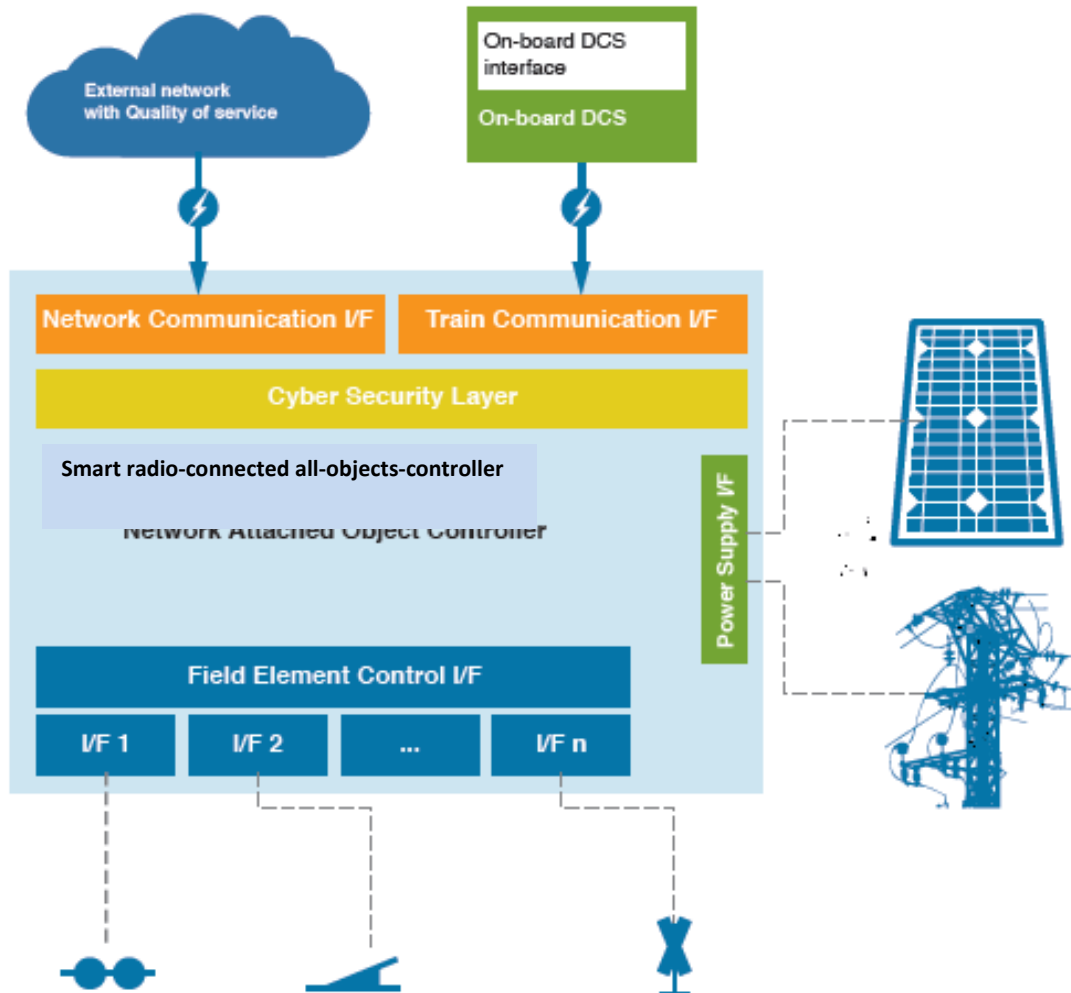 On-board DCS
interface
External network
with Quality of service
On-board DCS
Network Communication I/F
Train Communication I/F
Cyber Security Layer
Smart radio-connected all-objects-controller
Network Attached Object Controller
Power Supply I/F
Field Element Control I/F
I/F 1
I/F 2
...
I/F n